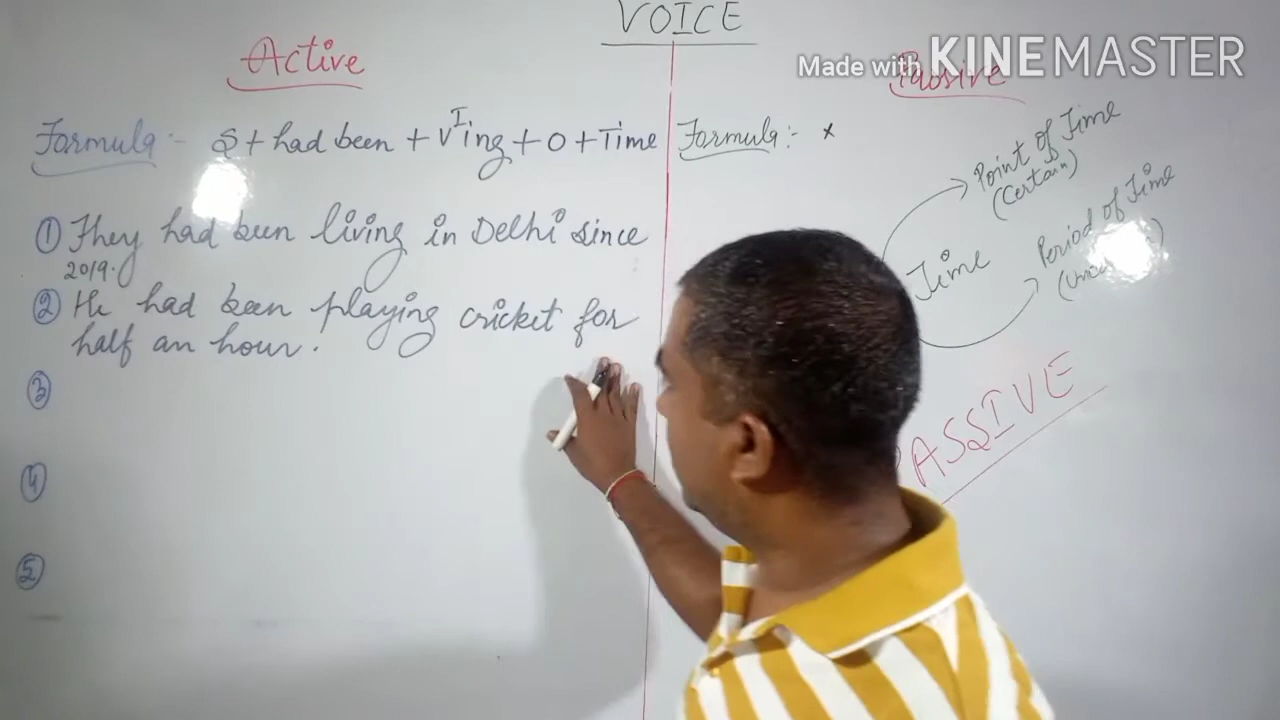 VOICE
Made with KINEMASTER
Active
Passive
Formula :- S + had been + V I ing + O + Time
Formula :- ×
Point of Time
(Certain)
Time
Period of Time
① They had been living in Delhi since
2019.
② He had been playing cricket for
half an hour.
③
④
⑤
PASSIVE